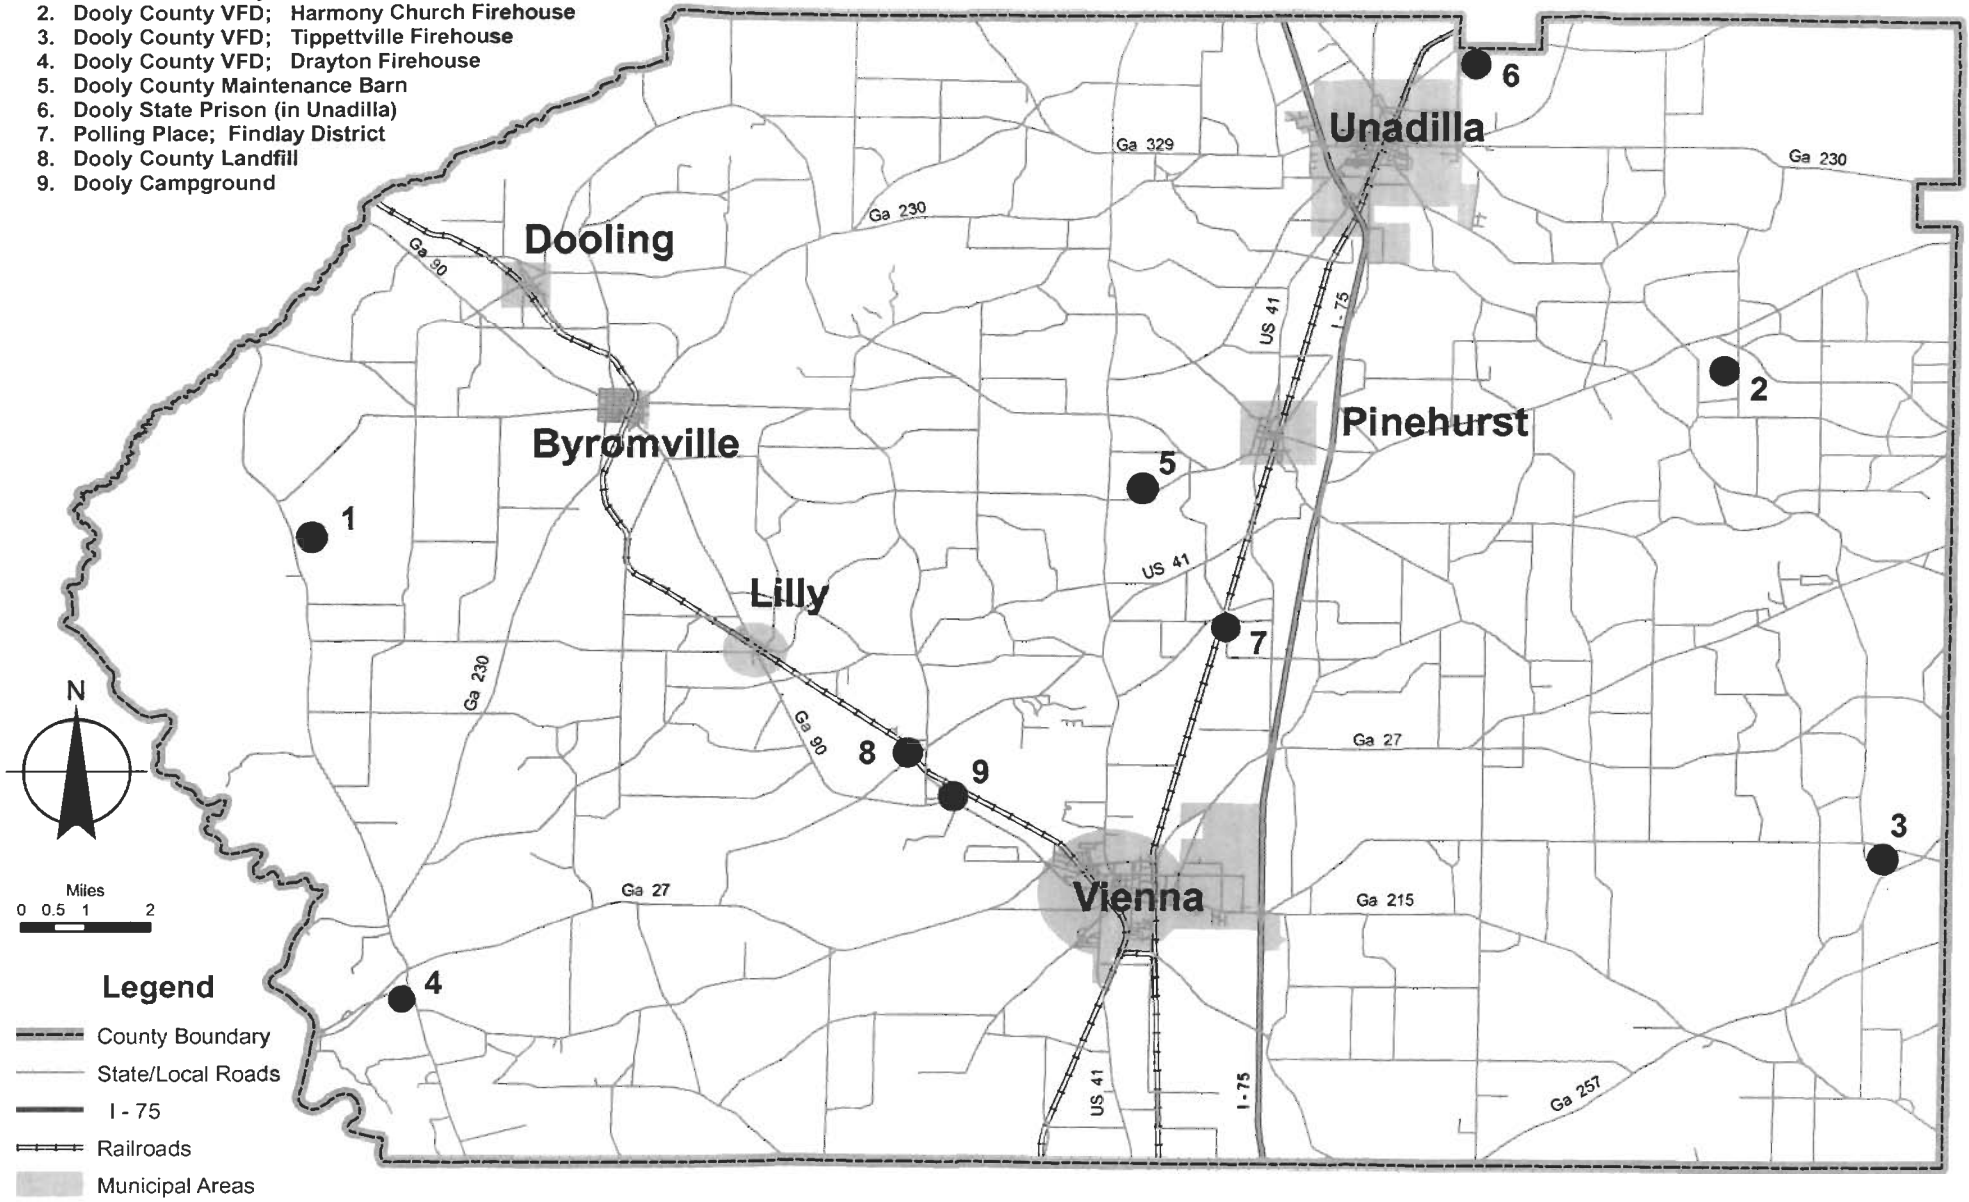 2. Dooly County VFD; Harmony Church Firehouse
3. Dooly County VFD; Tippettville Firehouse
4. Dooly County VFD; Drayton Firehouse
5. Dooly County Maintenance Barn
6. Dooly State Prison (in Unadilla)
7. Polling Place; Findlay District
8. Dooly County Landfill
9. Dooly Campground
6
Unadilla
Ga 329
Ga 230
Ga 230
Dooling
Ga 90
US 41
I - 75
2
Pinehurst
Byromville
5
1
US 41
Lilly
7
Ga 230
N
Ga 90
Ga 27
8
9
3
Miles
0 0.5 1 2
Ga 27
Vienna
Ga 215
4
Legend
County Boundary
State/Local Roads
I - 75
Railroads
Municipal Areas
US 41
I - 75
Ga 257